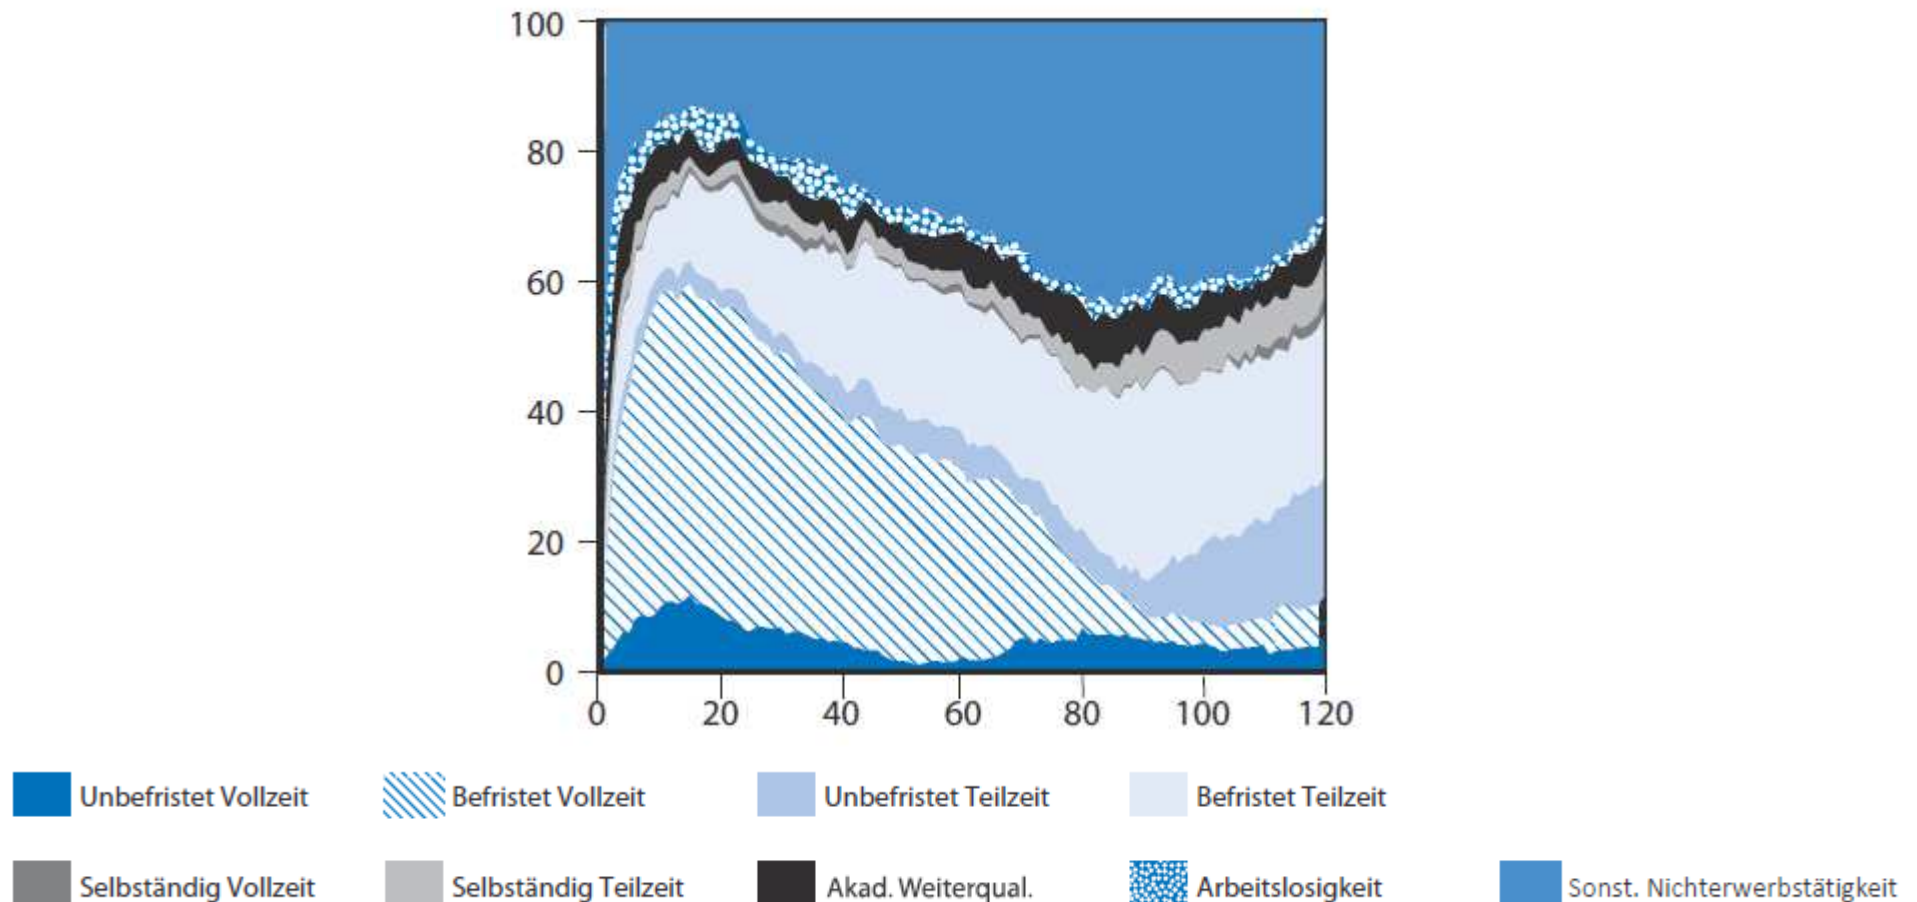 100
80
60
40
20
0
0 20 40 60 80 100 120
Unbefristet Vollzeit Befristet Vollzeit Unbefristet Teilzeit Befristet Teilzeit
Selbständig Vollzeit Selbständig Teilzeit Akad. Weiterqual. Arbeitslosigkeit Sonst. Nichterwerbstätigkeit